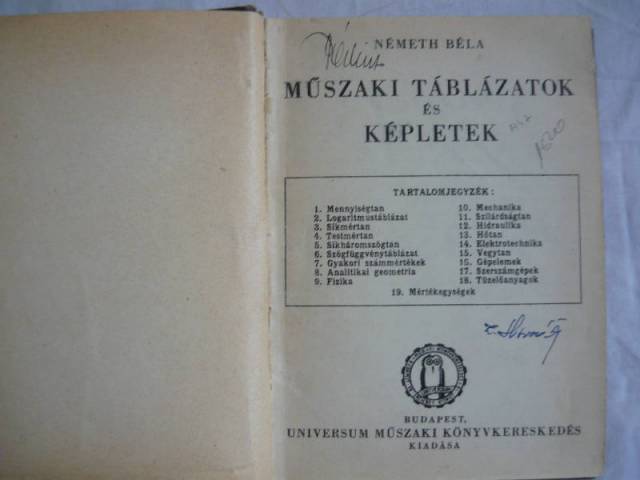 NÉMETH BÉLA
MŰSZAKI TÁBLÁZATOK
ÉS
KÉPLETEK
1500
TARTALOMJEGYZÉK:
1. Mennyiségtan
2. Logaritmustáblázat
3. Síkmértan
4. Testmértan
5. Síkháromszögtan
6. Szögfüggvénytáblázat
7. Gyakori számmértékek
8. Analitikai geometria
9. Fizika
10. Mechanika
11. Szilárdságtan
12. Hidraulika
13. Hőtan
14. Elektrotechnika
15. Vegytan
16. Gépelemek
17. Szerszámgépek
18. Tüzelőanyagok
19. Mértékegységek
BUDAPEST,
UNIVERSUM MŰSZAKI KÖNYVKERESKEDÉS
KIADÁSA